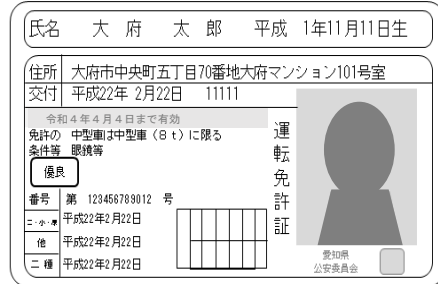 氏名 大府 太郎 平成 1年11月11日生
住所 大府市中央町五丁目70番地大府マンション101号室
交付 平成22年 2月22日 11111
令和4年4月4日まで有効
免許の 中型車は中型車(8t)に限る
条件等 眼鏡等
優良
番号 第 123456789012 号
二・小・原 平成22年2月22日
他 平成22年2月22日
二種 平成22年2月22日
運転免許証
愛知県
公安委員会